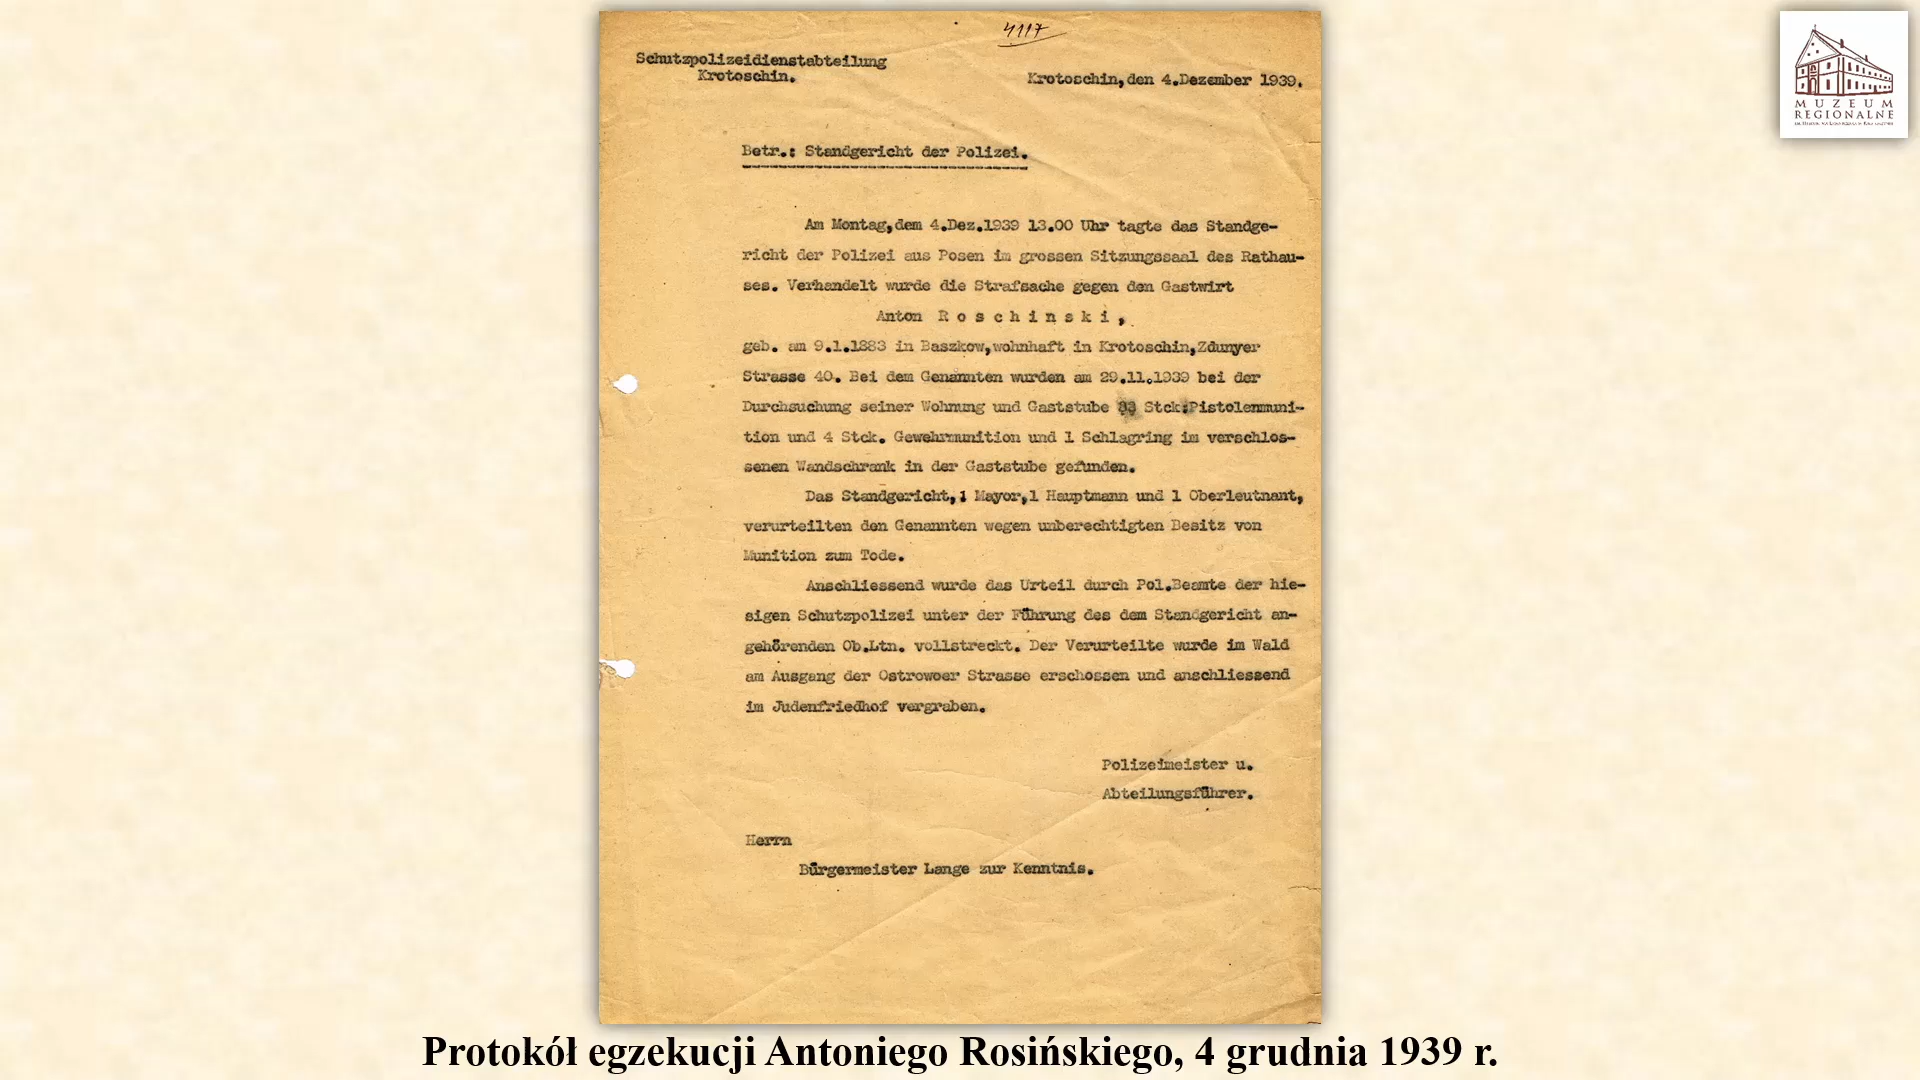 4117
Schutzpolizeidienstabteilung
Krotoschin.
Krotoschin,den 4.Dezember 1939.
Betr.: Standgericht der Polizei.
Am Montag,dem 4.Dez.1939 13.00 Uhr tagte das Standge-
richt der Polizei aus Posen im grossen Sitzungssaal des Rathau-
ses. Verhandelt wurde die Strafsache gegen den Gastwirt
Anton R o s c h i n s k i ,
geb. am 9.1.1883 in Baszkow,wohnhaft in Krotoschin,Zdunyer
Strasse 40. Bei dem Genannten wurden am 29.11.1939 bei der
Durchsuchung seiner Wohnung und Gaststube Stck.Pistolenmuni-
tion und 4 Stck. Gewehrmunition und 1 Schlagring im verschlos-
senen Wandschrank in der Gaststube gefunden.
Das Standgericht,1 Mayor,1 Hauptmann und 1 Oberleutnant,
verurteilten den Genannten wegen unberechtigten Besitz von
Munition zum Tode.
Anschliessend wurde das Urteil durch Pol.Beamte der hie-
sigen Schutzpolizei unter der Führung des dem Standgericht an-
gehörenden Ob.Ltn. vollstreckt. Der Verurteilte wurde im Wald
am Ausgang der Ostrowoer Strasse erschossen und anschliessend
im Judenfriedhof vergraben.
Polizeimeister u.
Abteilungsführer.
Herrn
Bürgermeister Lange zur Kenntnis.
MUZEUM
REGIONALNE
Protokół egzekucji Antoniego Rosińskiego, 4 grudnia 1939 r.